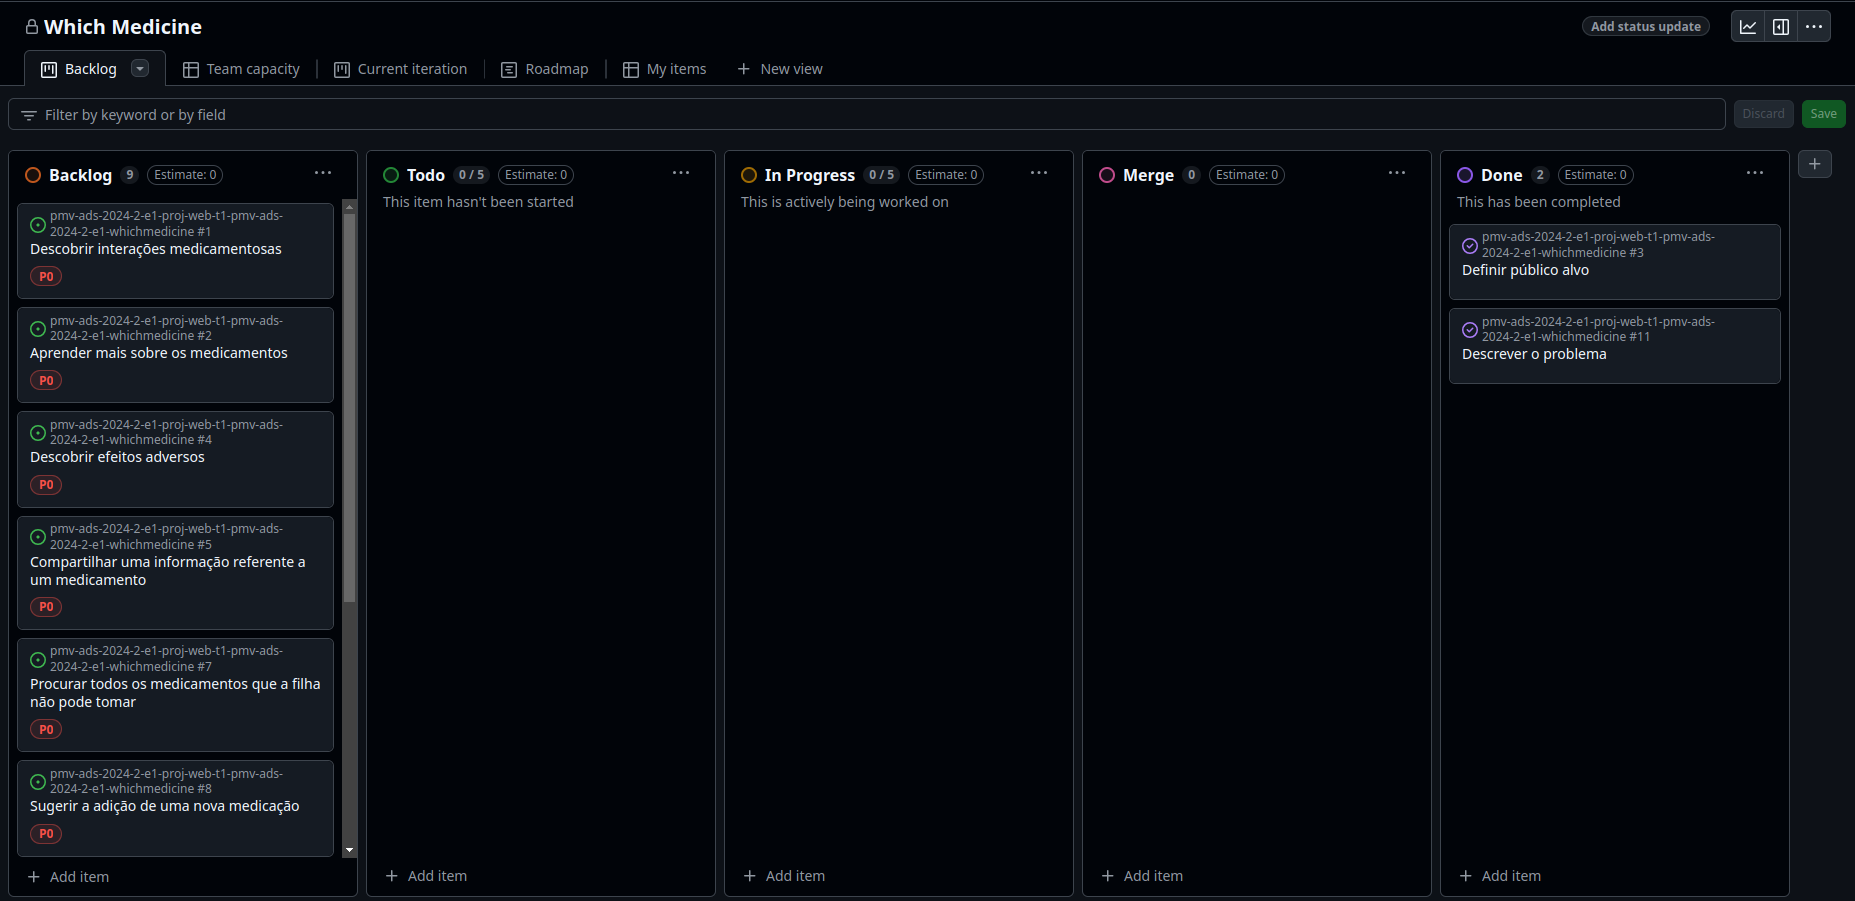 Which Medicine
Add status update
Backlog
Team capacity
Current iteration
Roadmap
My items
New view
Filter by keyword or by field
Discard
Save
Backlog 9 Estimate: 0
pmv-ads-2024-2-e1-proj-web-t1-pmv-ads-
2024-2-e1-whichmedicine #1
Descobrir interações medicamentosas
P0
pmv-ads-2024-2-e1-proj-web-t1-pmv-ads-
2024-2-e1-whichmedicine #2
Aprender mais sobre os medicamentos
P0
pmv-ads-2024-2-e1-proj-web-t1-pmv-ads-
2024-2-e1-whichmedicine #4
Descobrir efeitos adversos
P0
pmv-ads-2024-2-e1-proj-web-t1-pmv-ads-
2024-2-e1-whichmedicine #5
Compartilhar uma informação referente a
um medicamento
P0
pmv-ads-2024-2-e1-proj-web-t1-pmv-ads-
2024-2-e1-whichmedicine #7
Procurar todos os medicamentos que a filha
não pode tomar
P0
pmv-ads-2024-2-e1-proj-web-t1-pmv-ads-
2024-2-e1-whichmedicine #8
Sugerir a adição de uma nova medicação
P0
Add item
Todo 0 / 5 Estimate: 0
This item hasn't been started
Add item
In Progress 0 / 5 Estimate: 0
This is actively being worked on
Add item
Merge 0 Estimate: 0
Add item
Done 2 Estimate: 0
This has been completed
pmv-ads-2024-2-e1-proj-web-t1-pmv-ads-
2024-2-e1-whichmedicine #3
Definir público alvo
pmv-ads-2024-2-e1-proj-web-t1-pmv-ads-
2024-2-e1-whichmedicine #11
Descrever o problema
Add item